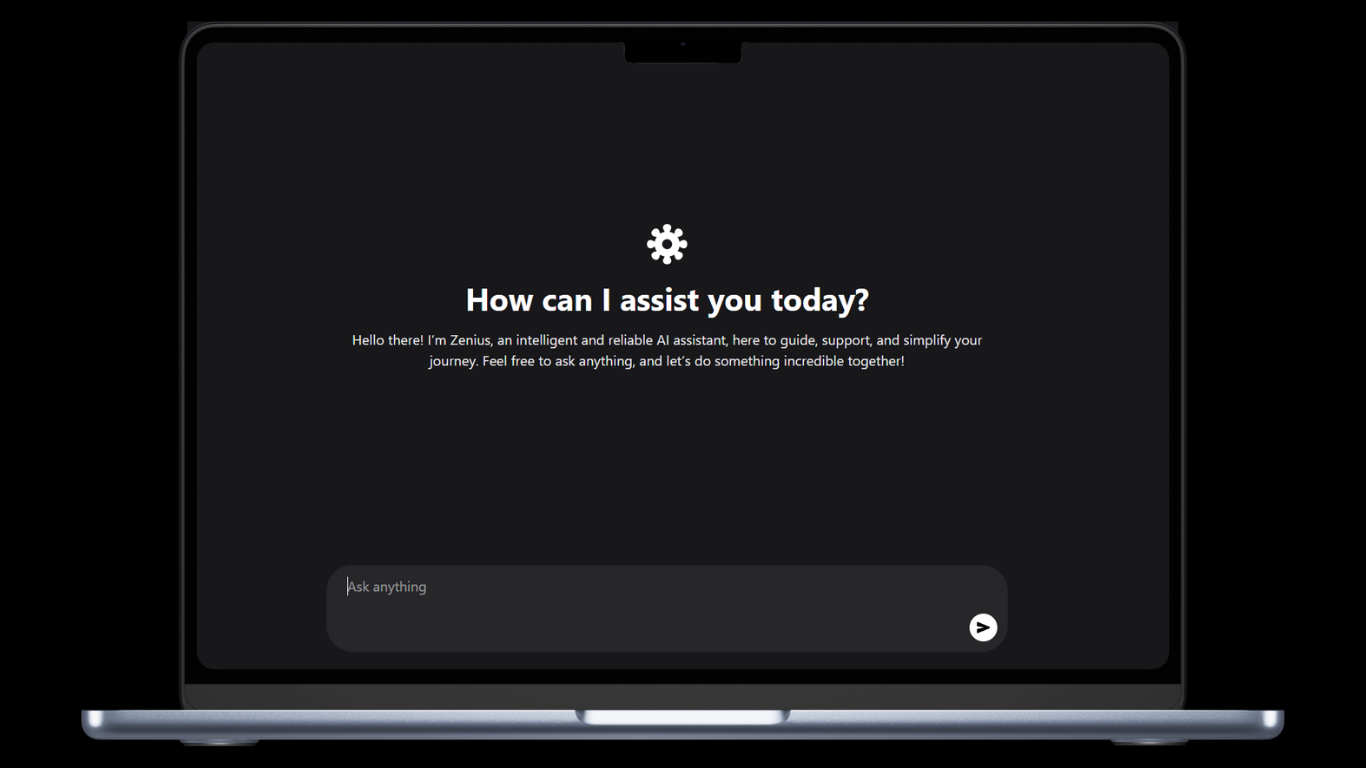 How can I assist you today?
Hello there! I’m Zenius, an intelligent and reliable AI assistant, here to guide, support, and simplify your
journey. Feel free to ask anything, and let’s do something incredible together!
Ask anything